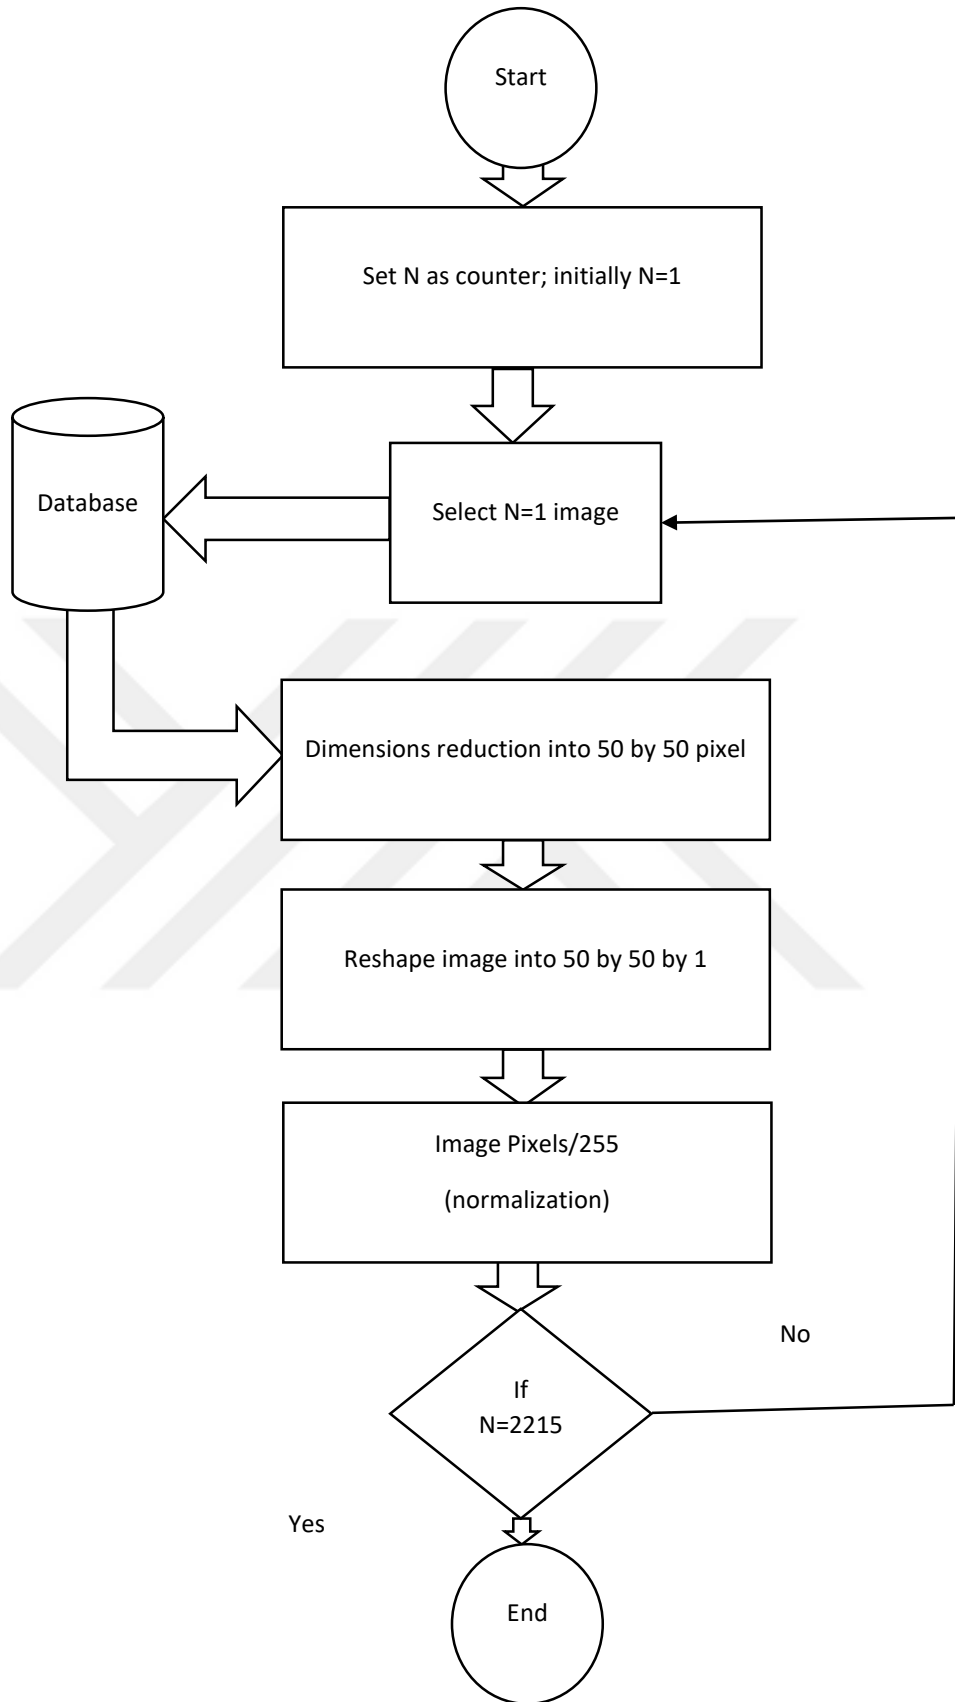 Start
Set N as counter; initially N=1
Database
Select N=1 image
Dimensions reduction into 50 by 50 pixel
Reshape image into 50 by 50 by 1
Image Pixels/255
(normalization)
No
If
N=2215
Yes
End